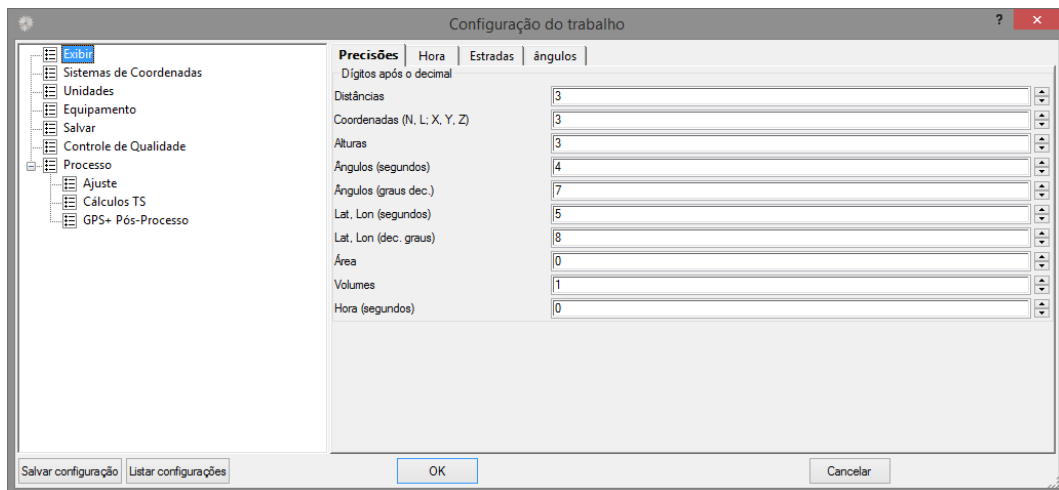 Configuração do trabalho
? ×
Exibir
Sistemas de Coordenadas
Unidades
Equipamento
Salvar
Controle de Qualidade
Processo
Ajuste
Cálculos TS
GPS+ Pós-Processo
Precisões Hora Estradas ângulos
Dígitos após o decimal
Distâncias 3
Coordenadas (N, L; X, Y, Z) 3
Alturas 3
Ângulos (segundos) 4
Ângulos (graus dec.) 7
Lat, Lon (segundos) 5
Lat, Lon (dec. graus) 8
Área 0
Volumes 1
Hora (segundos) 0
Salvar configuração Listar configurações OK Cancelar